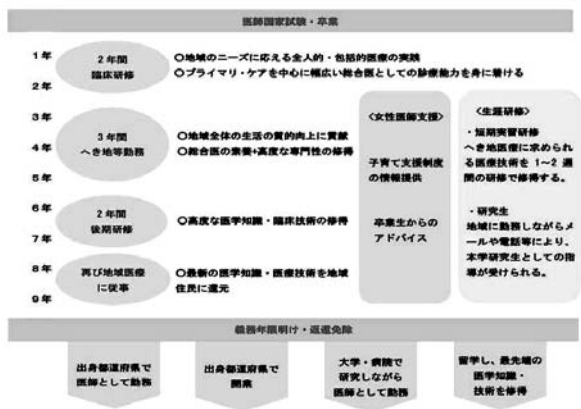 医師国家試験・卒業
1年
2年
3年
4年
5年
6年
7年
8年
9年
2年間
臨床研修
○地域のニーズに応える全人的・包括的医療の実践
○プライマリ・ケアを中心に幅広い総合医としての診療能力を身に着ける
3年間
へき地等勤務
○地域全体の生活の質的向上に貢献
○総合医の素養+高度な専門性の修得
2年間
後期研修
○高度な医学知識・臨床技術の修得
再び地域医療
に従事
○最新の医学知識・医療技術を地域
住民に還元
〈女性医師支援〉
子育て支援制度
の情報提供
卒業生からの
アドバイス
〈生涯研修〉
・短期実習研修
へき地医療に求められ
る医療技術を1~2週
間の研修で修得する。
・研究生
地域に勤務しながらメ
ールや電話等により、
本学研究生としての指
導が受けられる。
義務年限明け・返還免除
出身都道府県で
医師として勤務
出身都道府県で
開業
大学・病院で
研究しながら
医師として勤務
留学し、最先端の
医学知識・
技術を修得